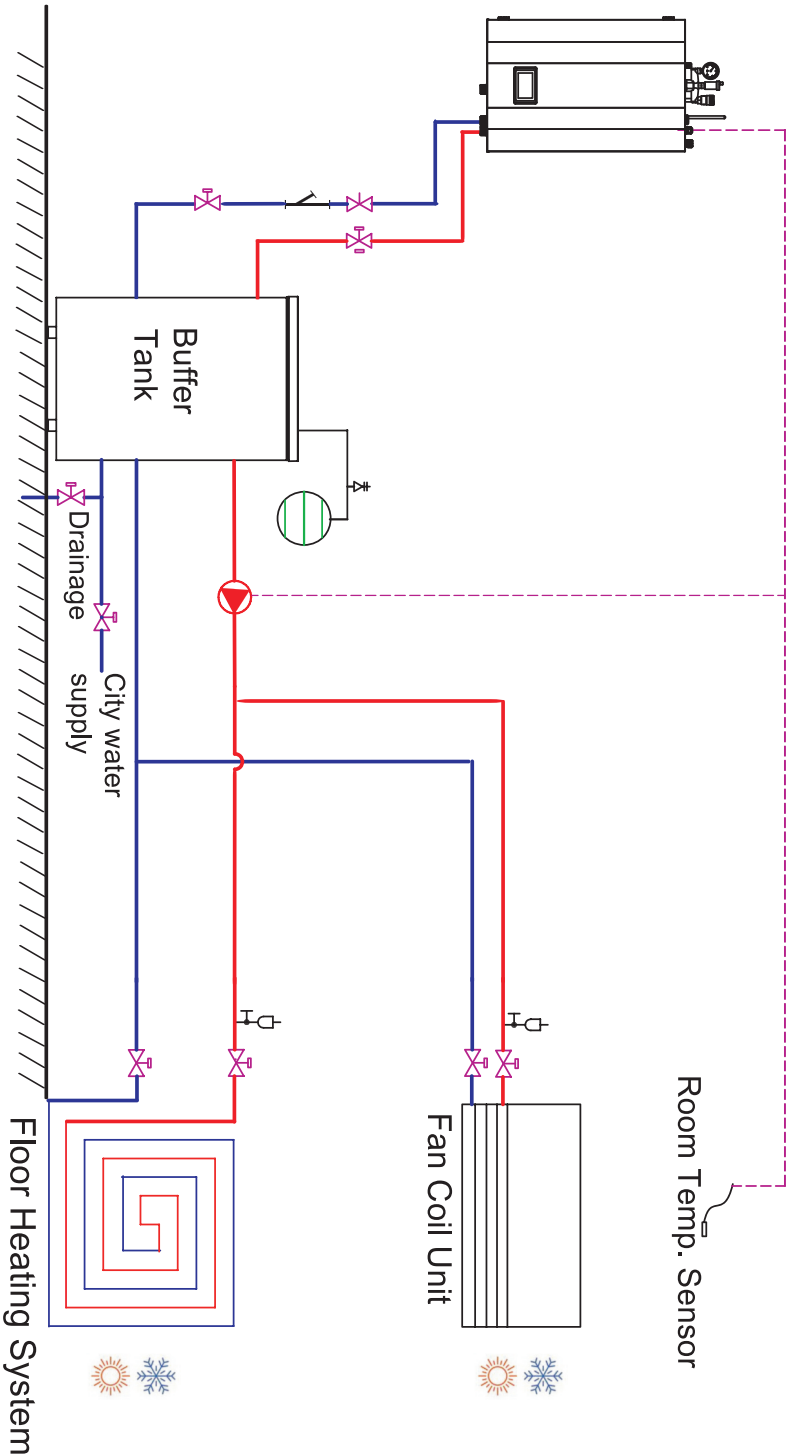 Buffer
Tank
Drainage
City water
supply
Floor Heating System
Fan Coil Unit
Room Temp. Sensor